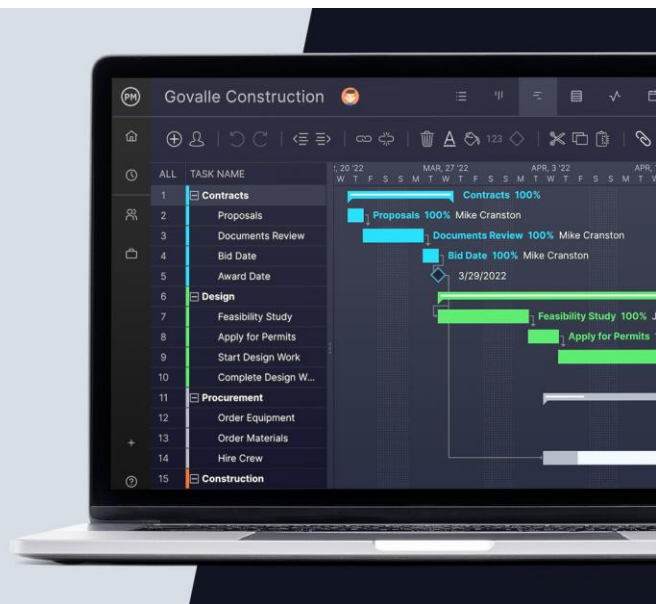 PM Govalle Construction
123
ALL TASK NAME
, 20 '22 MAR, 27 '22 APR, 3 '22 APR,
W T F S S M T W T F S S M T W T F S S M T
1 Contracts Contracts 100%
2 Proposals Proposals 100% Mike Cranston
3 Documents Review Documents Review 100% Mike Cranston
4 Bid Date Bid Date 100% Mike Cranston
5 Award Date 3/29/2022
6 Design
7 Feasibility Study Feasibility Study 100% J
8 Apply for Permits Apply for Permits
9 Start Design Work
10 Complete Design W...
11 Procurement
12 Order Equipment
13 Order Materials
14 Hire Crew
15 Construction